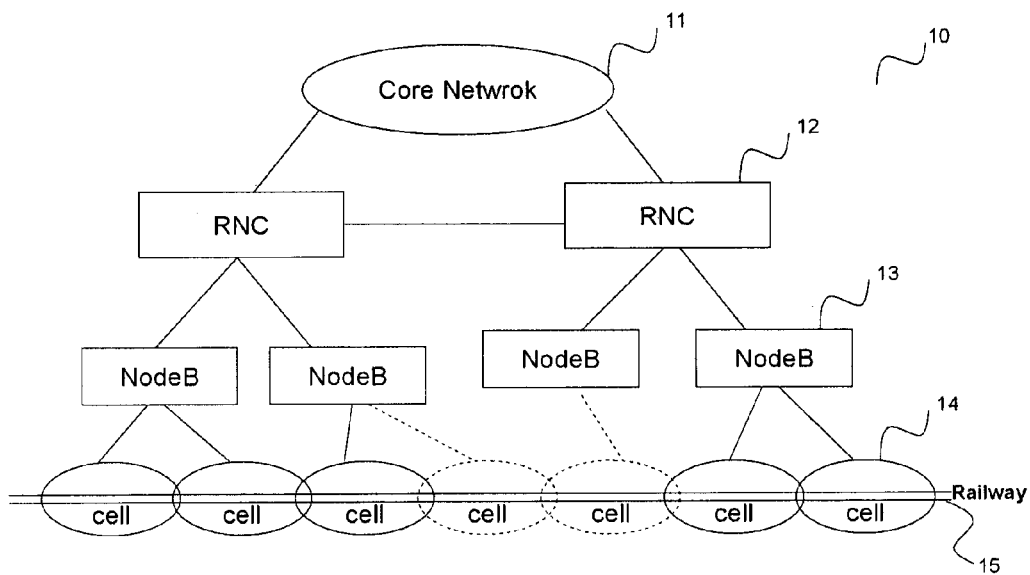 11
10
Core Netwrok
12
RNC
RNC
13
NodeB
NodeB
NodeB
NodeB
14
cell
cell
cell
cell
cell
cell
cell
Railway
15